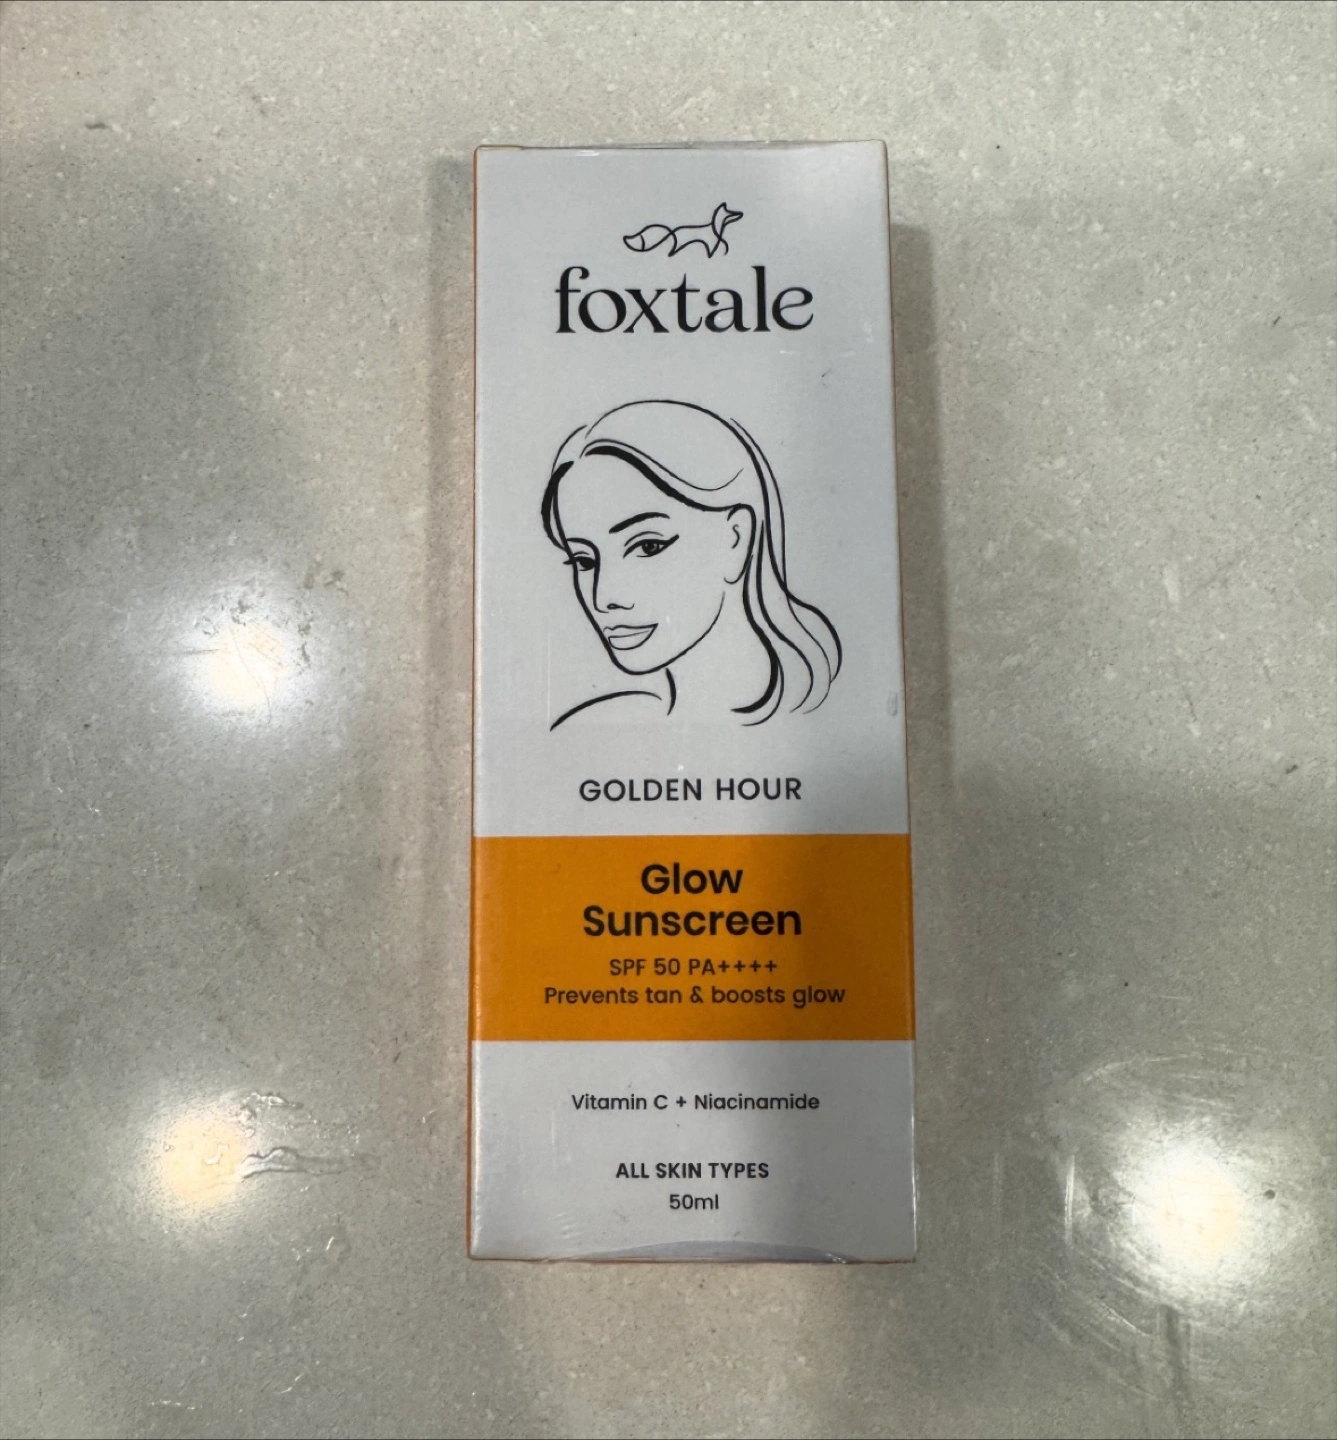 foxtale
GOLDEN HOUR
Glow
Sunscreen
SPF 50 PA++++
Prevents tan & boosts glow
Vitamin C + Niacinamide
ALL SKIN TYPES
50ml